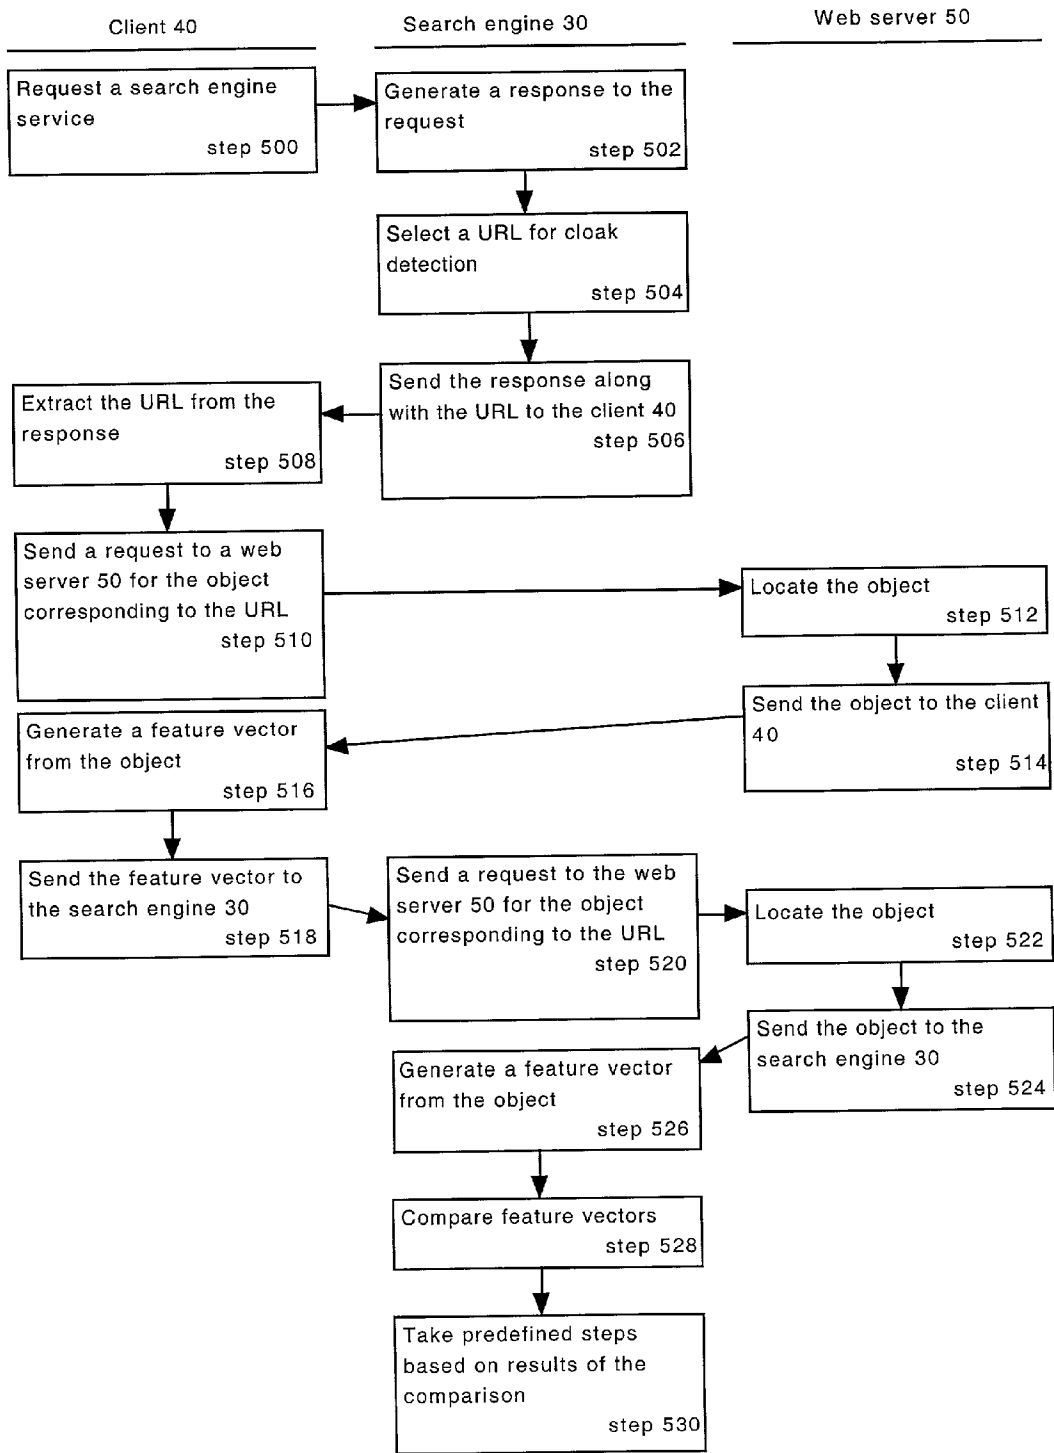 Client 40
Search engine 30
Web server 50
Request a search engine
service
step 500
Generate a response to the
request
step 502
Select a URL for cloak
detection
step 504
Send the response along
with the URL to the client 40
step 506
Extract the URL from the
response
step 508
Send a request to a web
server 50 for the object
corresponding to the URL
step 510
Locate the object
step 512
Send the object to the client
40
step 514
Generate a feature vector
from the object
step 516
Send the feature vector to
the search engine 30
step 518
Send a request to the web
server 50 for the object
corresponding to the URL
step 520
Locate the object
step 522
Send the object to the
search engine 30
step 524
Generate a feature vector
from the object
step 526
Compare feature vectors
step 528
Take predefined steps
based on results of the
comparison
step 530